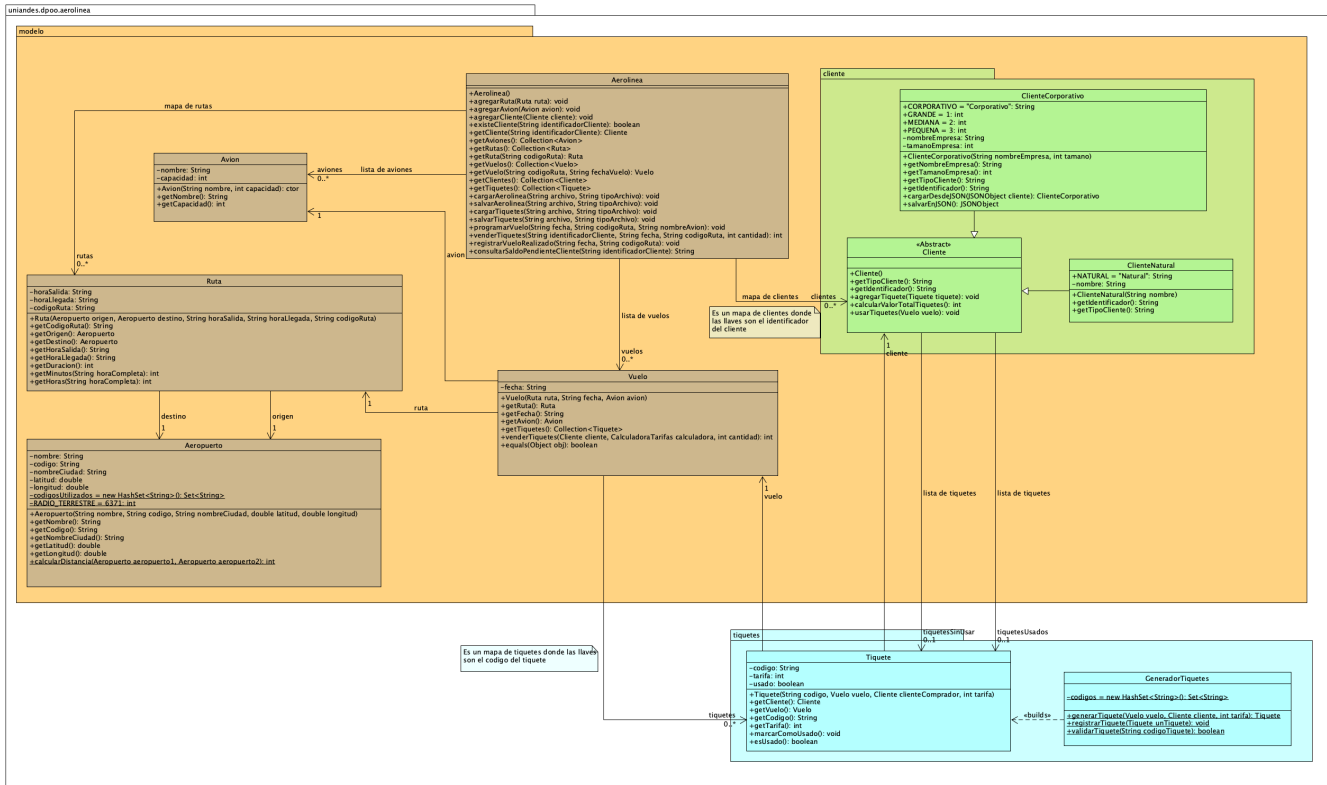 uniandes.dpoo.aerolinea
modelo
Aerolinea
+Aerolinea()
+agregarRuta(Ruta ruta): void
+agregarAvion(Avion avion): void
+agregarCliente(Cliente cliente): void
+existeCliente(String identificadorCliente): boolean
+getCliente(String identificadorCliente): Cliente
+getAviones(): Collection<Avion>
+getRutas(): Collection<Ruta>
+getRuta(String codigoRuta): Ruta
+getVuelos(): Collection<Vuelo>
+getVuelo(String codigoRuta, String fechaVuelo): Vuelo
+getClientes(): Collection<Cliente>
+getTiquetes(): Collection<Tiquete>
+cargarAerolinea(String archivo, String tipoArchivo): void
+salvarAerolinea(String archivo, String tipoArchivo): void
+cargarTiquetes(String archivo, String tipoArchivo): void
+salvarTiquetes(String archivo, String tipoArchivo): void
+programarVuelo(String fecha, String codigoRuta, String nombreAvion): void
+venderTiquetes(String identificadorCliente, String fecha, String codigoRuta, int cantidad): int
+registrarVueloRealizado(String fecha, String codigoRuta): void
+consultarSaldoPendienteCliente(String identificadorCliente): String
mapa de rutas
Avion
-nombre: String
-capacidad: int
+Avion(String nombre, int capacidad): ctor
+getNombre(): String
+getCapacidad(): int
aviones
0..*
lista de aviones
1
avion
rutas
0..*
Ruta
-horaSalida: String
-horaLlegada: String
-codigoRuta: String
+Ruta(Aeropuerto origen, Aeropuerto destino, String horaSalida, String horaLlegada, String codigoRuta)
+getCodigoRuta(): String
+getOrigen(): Aeropuerto
+getDestino(): Aeropuerto
+getHoraSalida(): String
+getHoraLlegada(): String
+getDuracion(): int
+getMinutos(String horaCompleta): int
+getHoras(String horaCompleta): int
destino
1
origen
1
1
ruta
Aeropuerto
-nombre: String
-codigo: String
-nombreCiudad: String
-latitud: double
-longitud: double
-codigosUtilizados = new HashSet<String>(): Set<String>
-RADIO_TERRESTRE = 6371: int
+Aeropuerto(String nombre, String codigo, String nombreCiudad, double latitud, double longitud)
+getNombre(): String
+getCodigo(): String
+getNombreCiudad(): String
+getLatitud(): double
+getLongitud(): double
+calcularDistancia(Aeropuerto aeropuerto1, Aeropuerto aeropuerto2): int
lista de vuelos
vuelos
0..*
Vuelo
-fecha: String
+Vuelo(Ruta ruta, String fecha, Avion avion)
+getRuta(): Ruta
+getFecha(): String
+getAvion(): Avion
+getTiquetes(): Collection<Tiquete>
+venderTiquetes(Cliente cliente, CalculadoraTarifas calculadora, int cantidad): int
+equals(Object obj): boolean
1
vuelo
mapa de clientes
clientes
0..*
Es un mapa de clientes donde
las llaves son el identificador
del cliente
cliente
ClienteCorporativo
+CORPORATIVO = "Corporativo": String
+GRANDE = 1: int
+MEDIANA = 2: int
+PEQUENA = 3: int
-nombreEmpresa: String
-tamanoEmpresa: int
+ClienteCorporativo(String nombreEmpresa, int tamano)
+getNombreEmpresa(): String
+getTamanoEmpresa(): int
+getTipoCliente(): String
+getIdentificador(): String
+cargarDesdeJSON(JSONObject cliente): ClienteCorporativo
+salvarEnJSON(): JSONObject
«Abstract»
Cliente
+Cliente()
+getTipoCliente(): String
+getIdentificador(): String
+agregarTiquete(Tiquete tiquete): void
+calcularValorTotalTiquetes(): int
+usarTiquetes(Vuelo vuelo): void
ClienteNatural
+NATURAL = "Natural": String
-nombre: String
+ClienteNatural(String nombre)
+getIdentificador(): String
+getTipoCliente(): String
1
cliente
lista de tiquetes
lista de tiquetes
tiquetesSinUsar
0..1
tiquetesUsados
0..1
Es un mapa de tiquetes donde las llaves
son el codigo del tiquete
tiquetes
0..*
tiquetes
Tiquete
-codigo: String
-tarifa: int
-usado: boolean
+Tiquete(String codigo, Vuelo vuelo, Cliente clienteComprador, int tarifa)
+getCliente(): Cliente
+getVuelo(): Vuelo
+getCodigo(): String
+getTarifa(): int
+marcarComoUsado(): void
+esUsado(): boolean
«builds»
GeneradorTiquetes
-codigos = new HashSet<String>(): Set<String>
+generarTiquete(Vuelo vuelo, Cliente cliente, int tarifa): Tiquete
+registrarTiquete(Tiquete unTiquete): void
+validarTiquete(String codigoTiquete): boolean